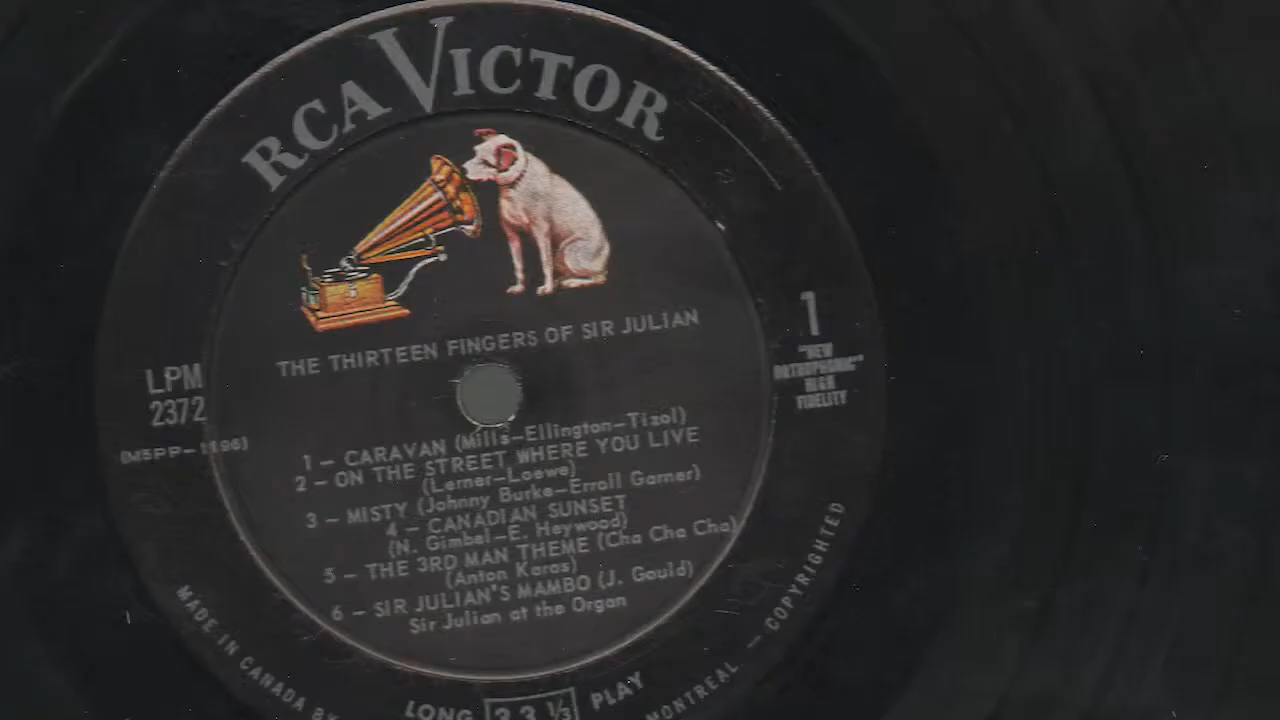 RCA VICTOR
THE THIRTEEN FINGERS OF SIR JULIAN
LPM
2372
1
"NEW
ORTHOPHONIC"
HIGH
FIDELITY
1 – CARAVAN (Mills–Ellington–Tizol)
2 – ON THE STREET WHERE YOU LIVE
(Lerner–Loewe)
3 – MISTY (Johnny Burke–Erroll Garner)
4 – CANADIAN SUNSET
(N. Gimbel–E. Heywood)
5 – THE 3RD MAN THEME (Cha Cha Cha)
(Anton Karas)
6 – SIR JULIAN'S MAMBO (J. Gould)
Sir Julian at the Organ
MADE IN CANADA BY
MONTREAL – COPYRIGHTED
LONG 33⅓ PLAY